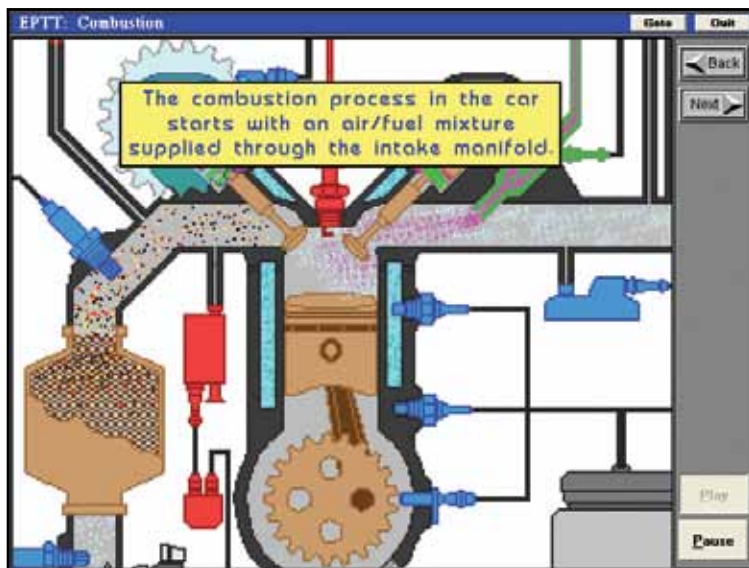 EPTT: Combustion
Goto
Quit
Back
Next
The combustion process in the car
starts with an air/fuel mixture
supplied through the intake manifold.
Play
Pause